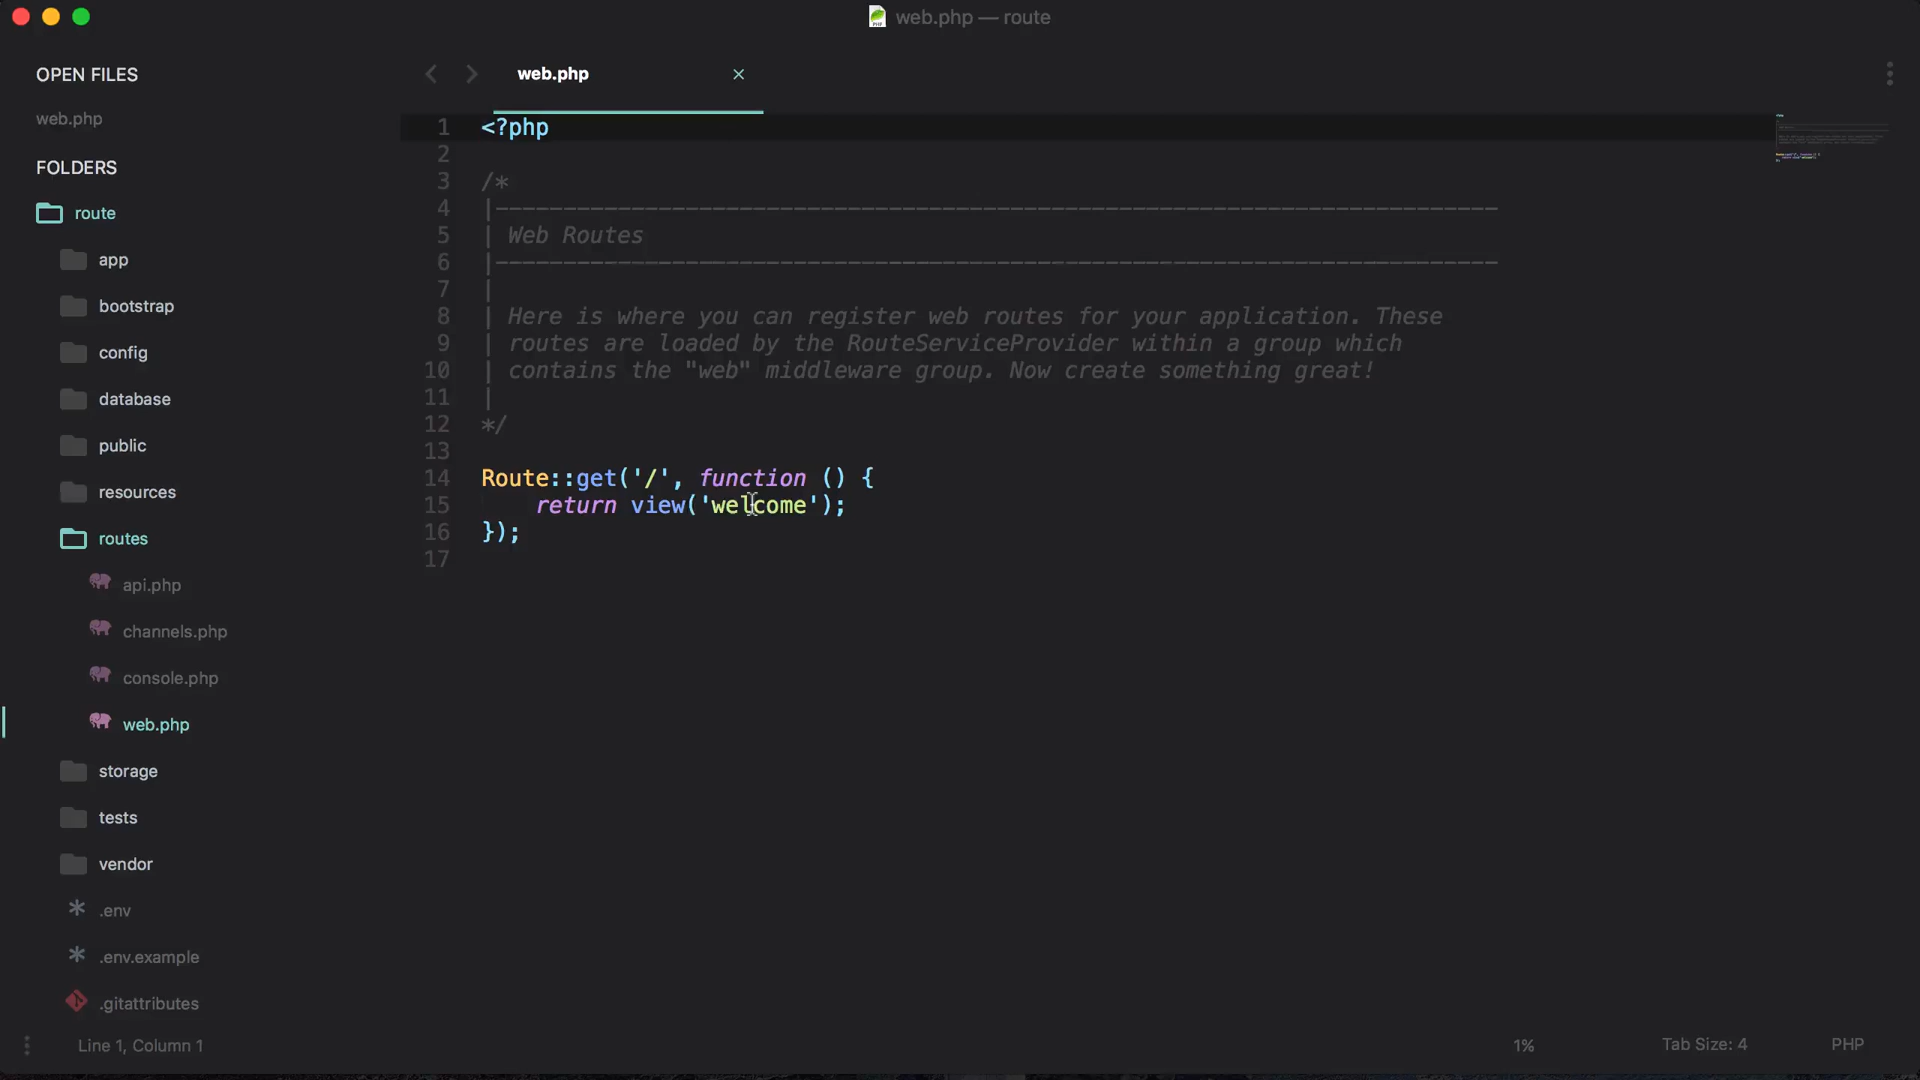 web.php — route
OPEN FILES
web.php
FOLDERS
route
app
bootstrap
config
database
public
resources
routes
api.php
channels.php
console.php
web.php
storage
tests
vendor
.env
.env.example
.gitattributes
web.php ×
1 <?php
2
3 /*
4 |--------------------------------------------------------------------------
5 | Web Routes
6 |--------------------------------------------------------------------------
7 |
8 | Here is where you can register web routes for your application. These
9 | routes are loaded by the RouteServiceProvider within a group which
10 | contains the "web" middleware group. Now create something great!
11 |
12 */
13
14 Route::get('/', function () {
15     return view('welcome');
16 });
17
Line 1, Column 1
1%
Tab Size: 4
PHP